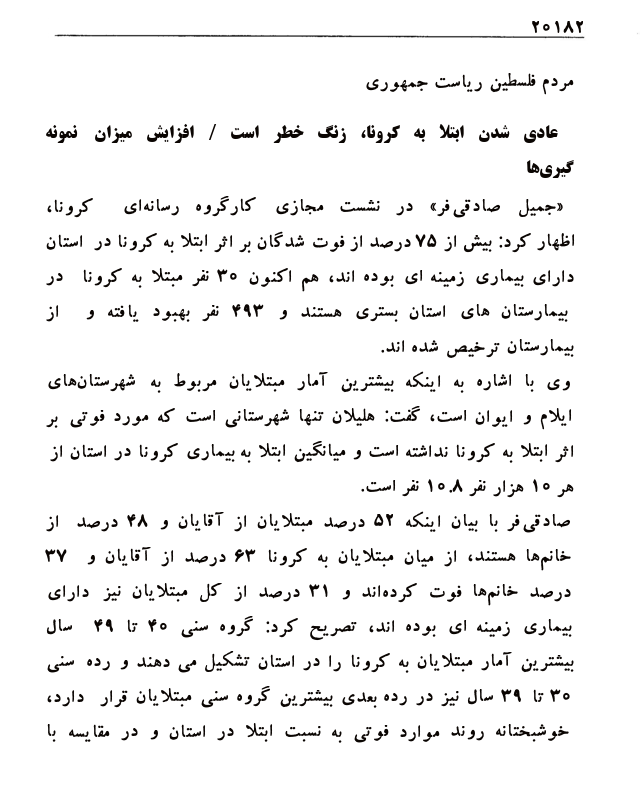 ۲۰۱۸۲
مردم فلسطین ریاست جمهوری
عادی شدن ابتلا به کرونا، زنگ خطر است / افزایش میزان نمونه
گیری‌ها
«جمیل صادقی‌فر» در نشست مجازی کارگروه رسانه‌ای کرونا،
اظهار کرد: بیش از ۷۵ درصد از فوت شدگان بر اثر ابتلا به کرونا در استان
دارای بیماری زمینه ای بوده اند، هم اکنون ۳۰ نفر مبتلا به کرونا در
بیمارستان های استان بستری هستند و ۴۹۳ نفر بهبود یافته و از
بیمارستان ترخیص شده اند.
وی با اشاره به اینکه بیشترین آمار مبتلایان مربوط به شهرستان‌های
ایلام و ایوان است، گفت: هلیلان تنها شهرستانی است که مورد فوتی بر
اثر ابتلا به کرونا نداشته است و میانگین ابتلا به بیماری کرونا در استان از
هر ۱۰ هزار نفر ۱۰.۸ نفر است.
صادقی‌فر با بیان اینکه ۵۲ درصد مبتلایان از آقایان و ۴۸ درصد از
خانم‌ها هستند، از میان مبتلایان به کرونا ۶۳ درصد از آقایان و ۳۷
درصد خانم‌ها فوت کرده‌اند و ۳۱ درصد از کل مبتلایان نیز دارای
بیماری زمینه ای بوده اند، تصریح کرد: گروه سنی ۴۰ تا ۴۹ سال
بیشترین آمار مبتلایان به کرونا را در استان تشکیل می دهند و رده سنی
۳۰ تا ۳۹ سال نیز در رده بعدی بیشترین گروه سنی مبتلایان قرار دارد،
خوشبختانه روند موارد فوتی به نسبت ابتلا در استان و در مقایسه با